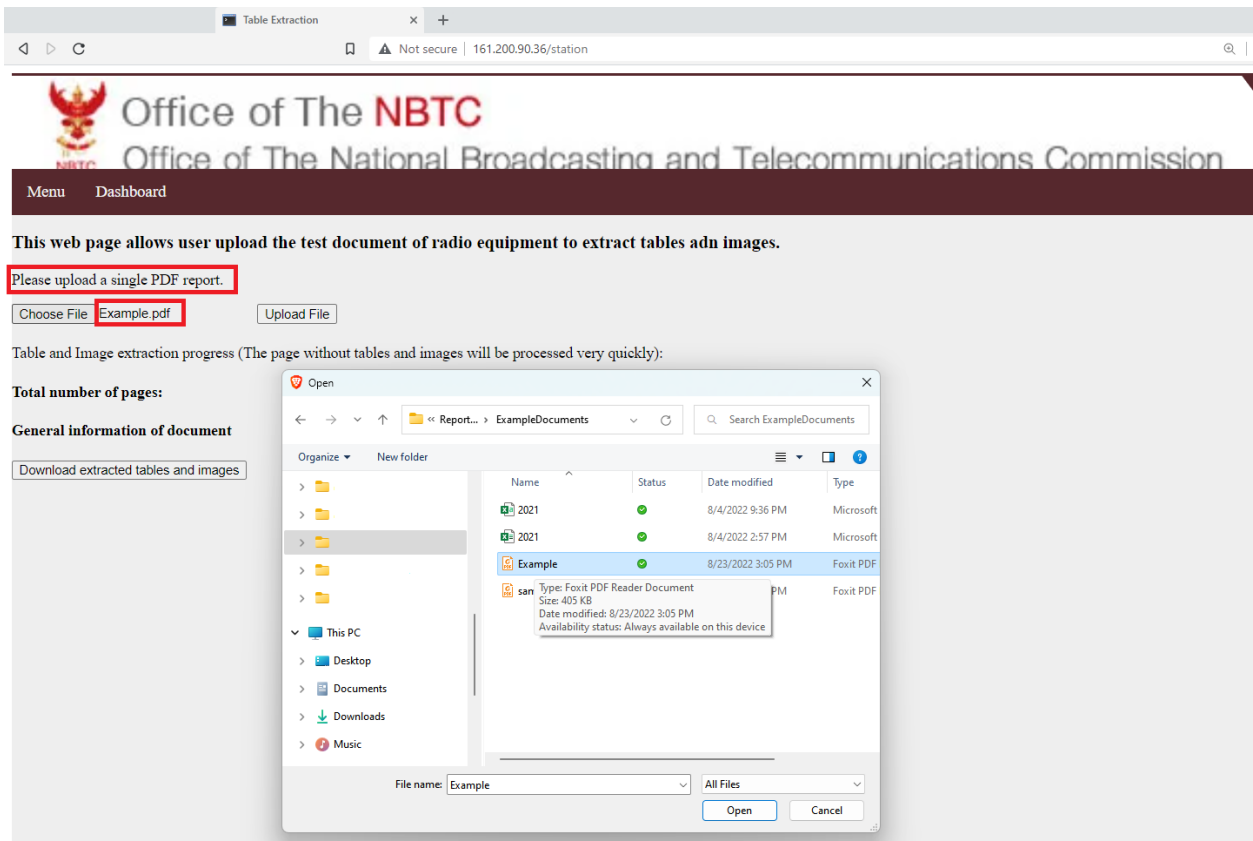 Table Extraction
Not secure | 161.200.90.36/station
Office of The NBTC
NBTC
Office of The National Broadcasting and Telecommunications Commission
Menu Dashboard
This web page allows user upload the test document of radio equipment to extract tables adn images.
Please upload a single PDF report.
Choose File Example.pdf Upload File
Table and Image extraction progress (The page without tables and images will be processed very quickly):
Total number of pages:
General information of document
Download extracted tables and images
Open
« Report... > ExampleDocuments
Search ExampleDocuments
Organize New folder
Name Status Date modified Type
2021 8/4/2022 9:36 PM Microsoft
2021 8/4/2022 2:57 PM Microsoft
Example 8/23/2022 3:05 PM Foxit PDF
sam PM Foxit PDF
Type: Foxit PDF Reader Document
Size: 405 KB
Date modified: 8/23/2022 3:05 PM
Availability status: Always available on this device
This PC
Desktop
Documents
Downloads
Music
File name: Example All Files
Open Cancel